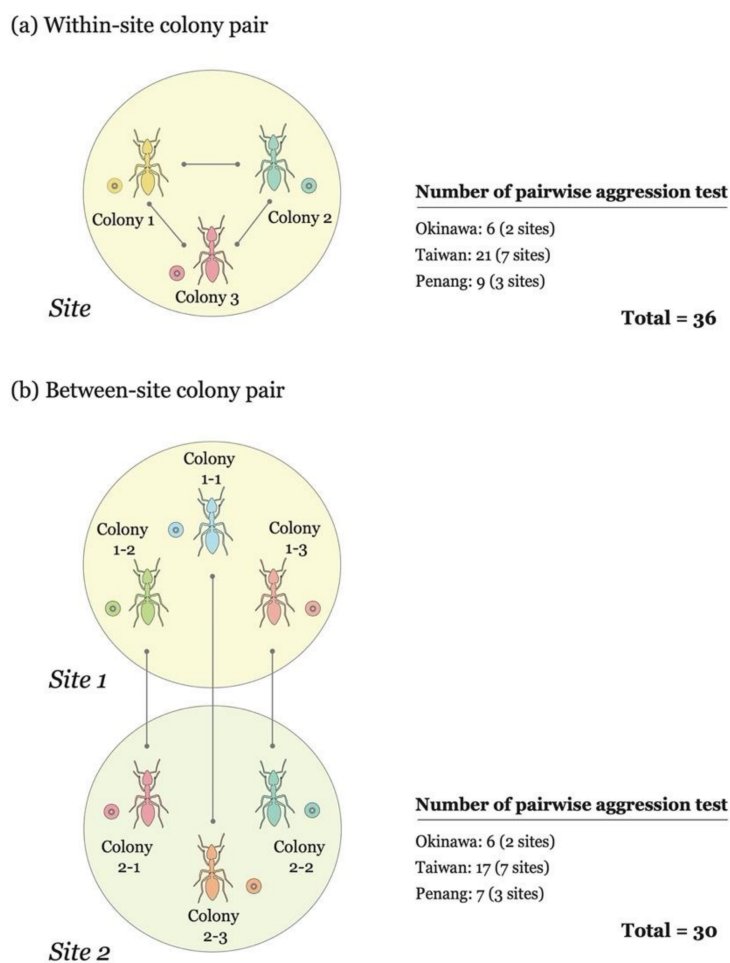 (a) Within-site colony pair
Colony 1
Colony 2
Colony 3
Site
Number of pairwise aggression test
Okinawa: 6 (2 sites)
Taiwan: 21 (7 sites)
Penang: 9 (3 sites)
Total = 36
(b) Between-site colony pair
Colony
1-1
Colony
1-2
Colony
1-3
Site 1
Colony
2-1
Colony
2-2
Colony
2-3
Site 2
Number of pairwise aggression test
Okinawa: 6 (2 sites)
Taiwan: 17 (7 sites)
Penang: 7 (3 sites)
Total = 30